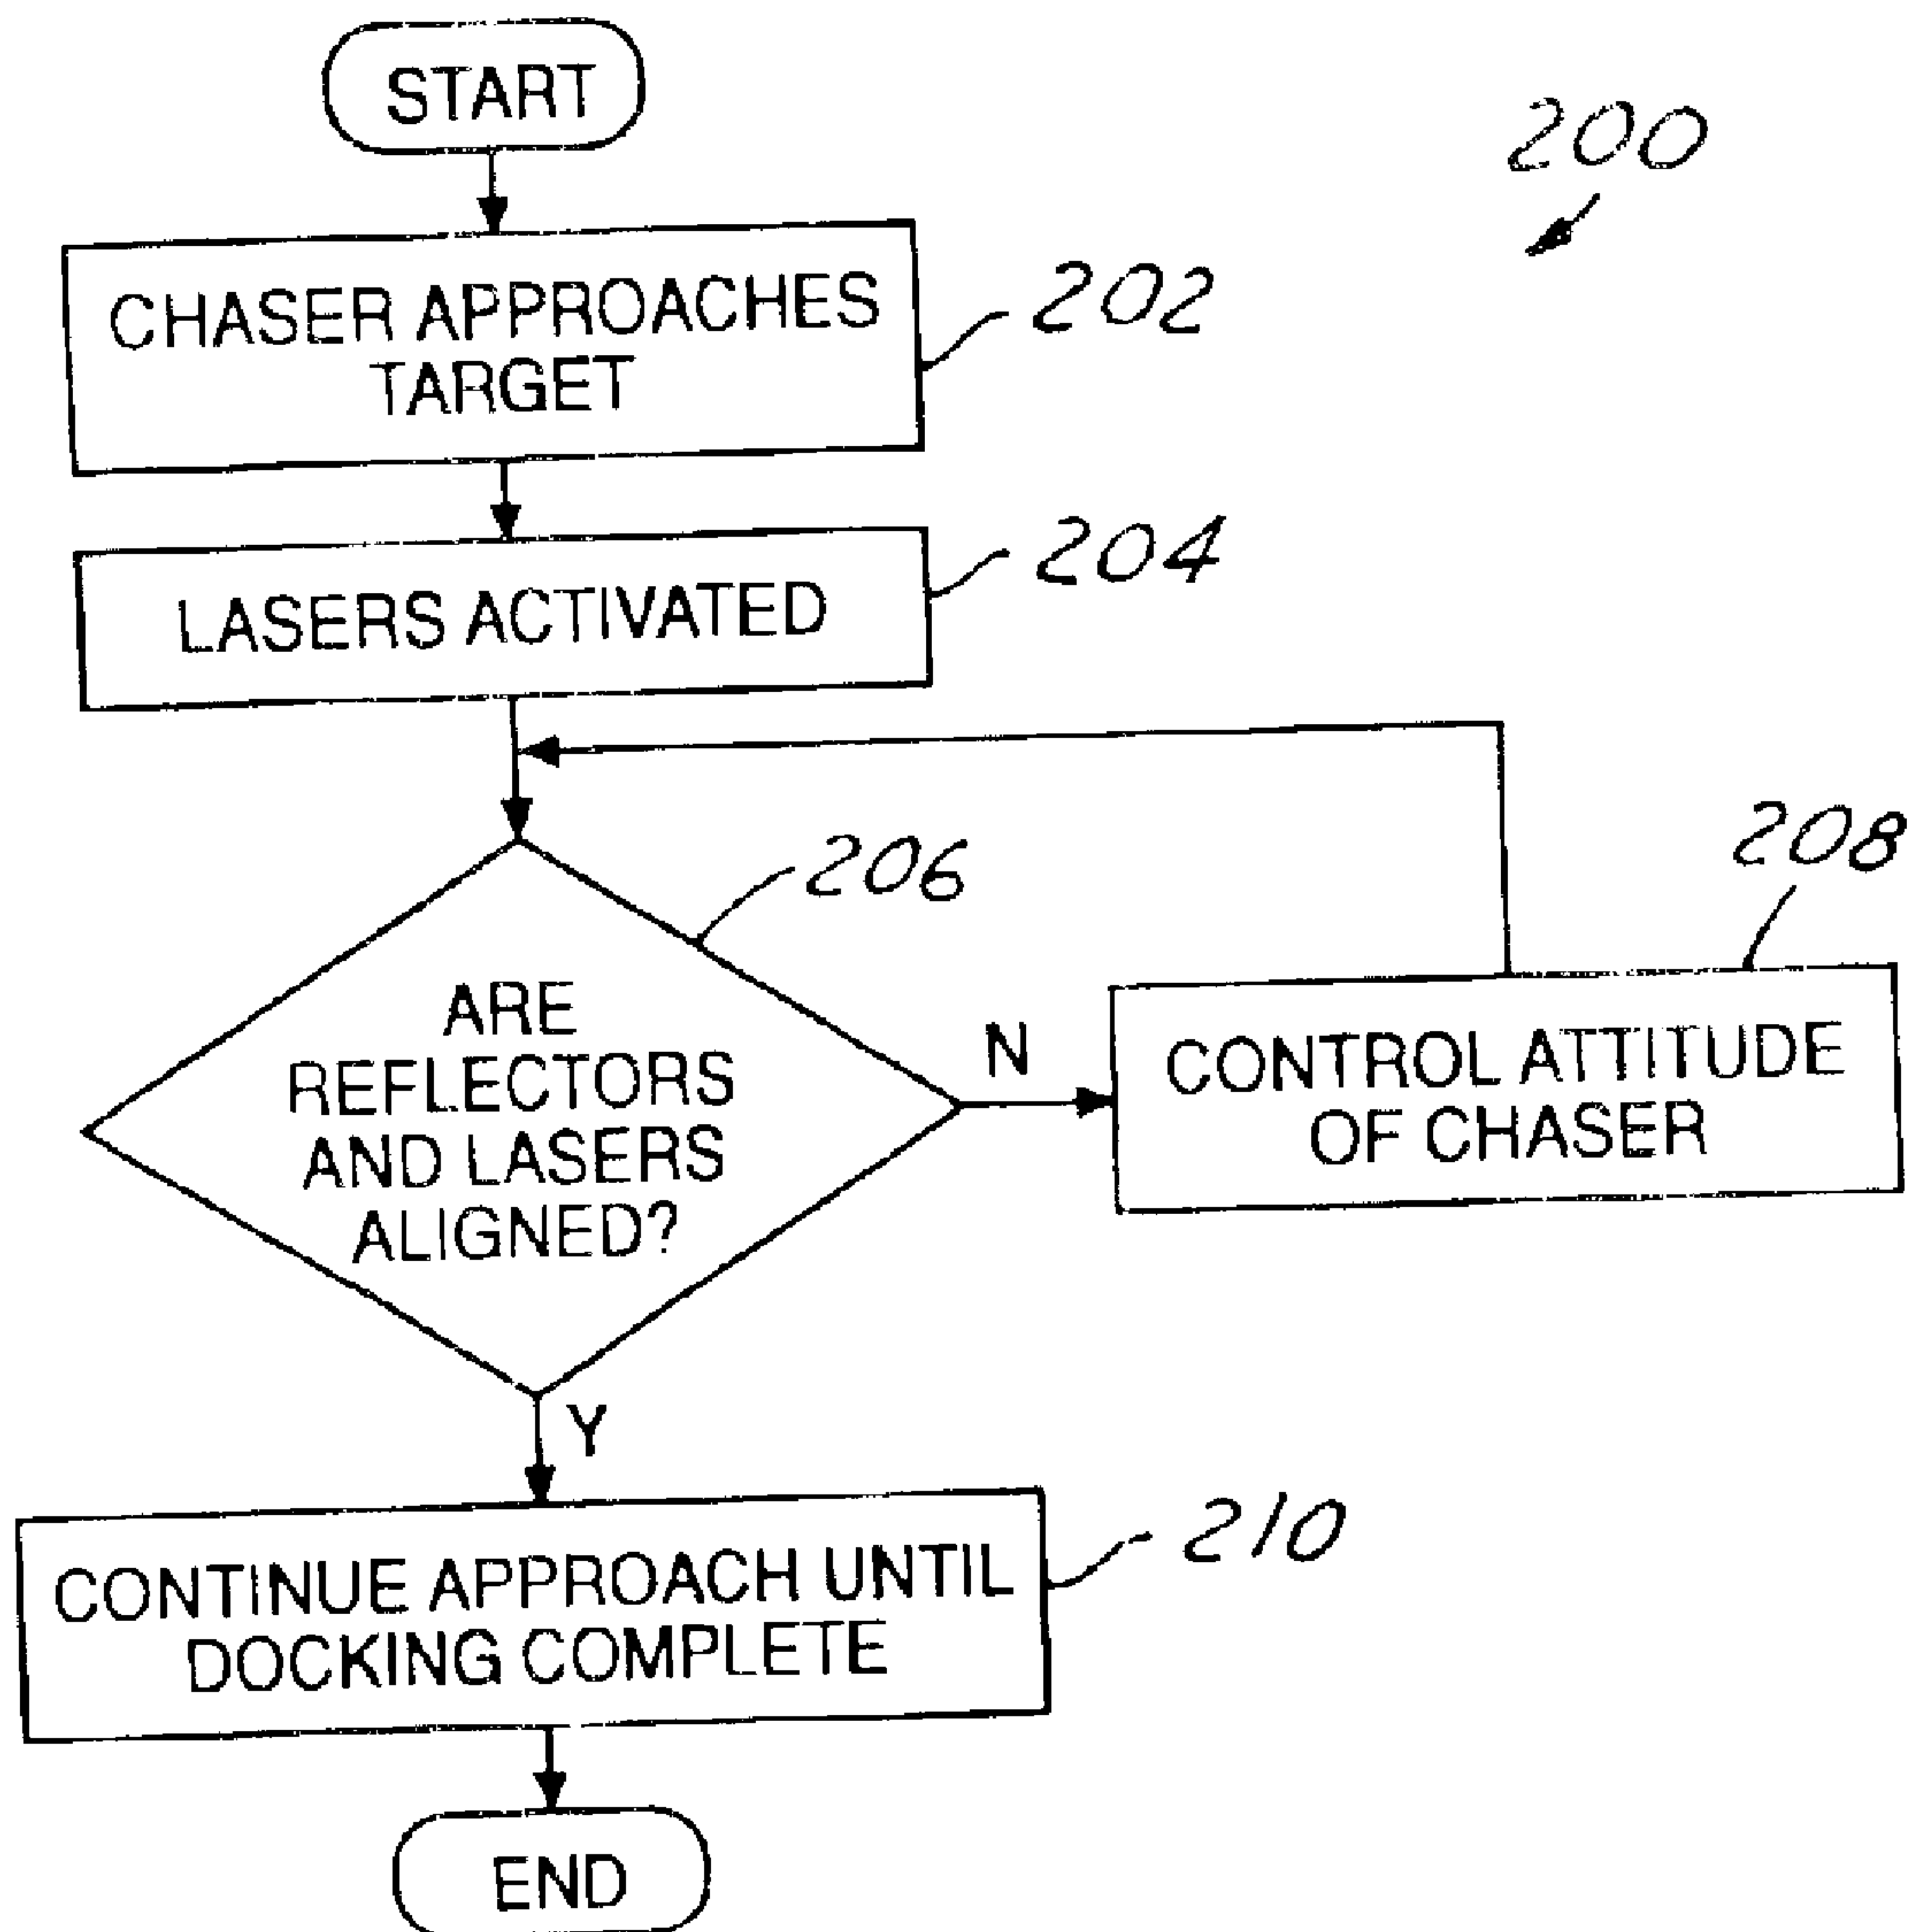 START
200
CHASER APPROACHES
TARGET
202
LASERS ACTIVATED
204
206
208
ARE
REFLECTORS
AND LASERS
ALIGNED?
N
CONTROL ATTITUDE
OF CHASER
Y
CONTINUE APPROACH UNTIL
DOCKING COMPLETE
210
END